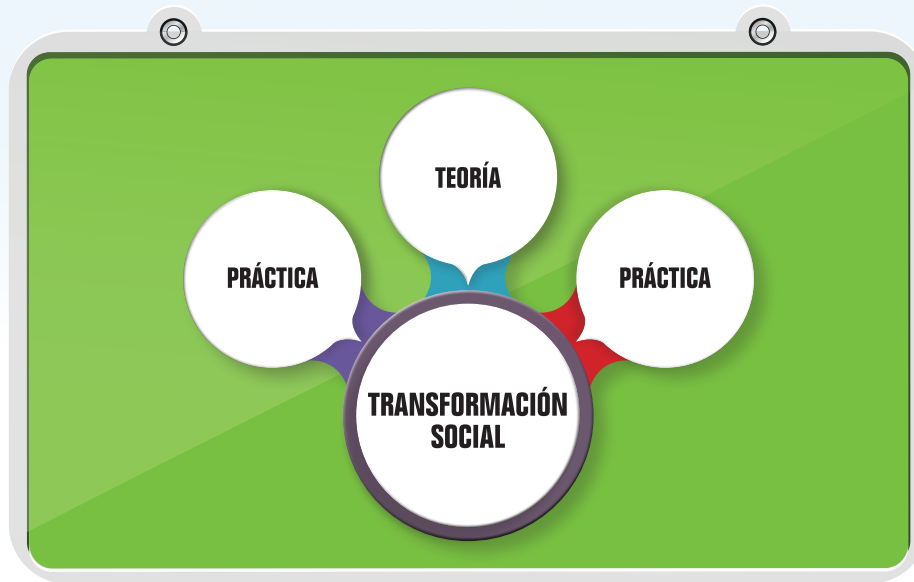 TEORÍA
PRÁCTICA
PRÁCTICA
TRANSFORMACIÓN
SOCIAL